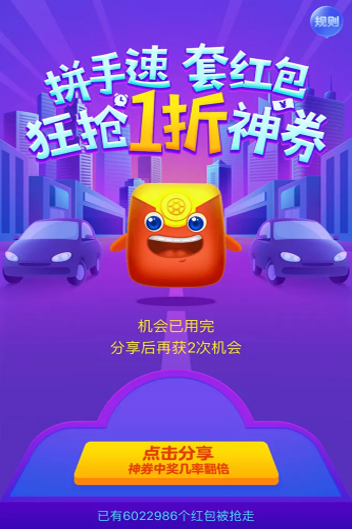 规则
拼手速 套红包
狂抢1折神券
机会已用完
分享后再获2次机会
点击分享
神券中奖几率翻倍
已有6022986个红包被抢走